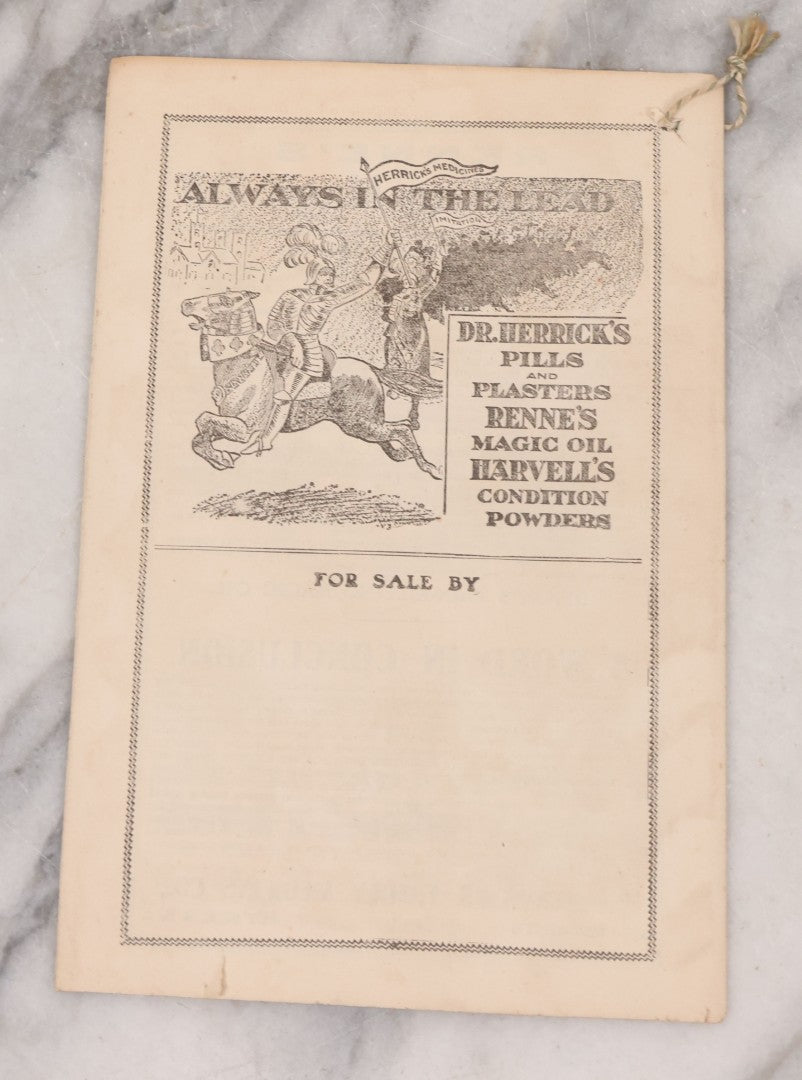 HERRICK'S MEDICINES
ALWAYS IN THE LEAD
DR. HERRICK'S
PILLS
AND
PLASTERS
RENNE'S
MAGIC OIL
HARVELL'S
CONDITION
POWDERS
FOR SALE BY